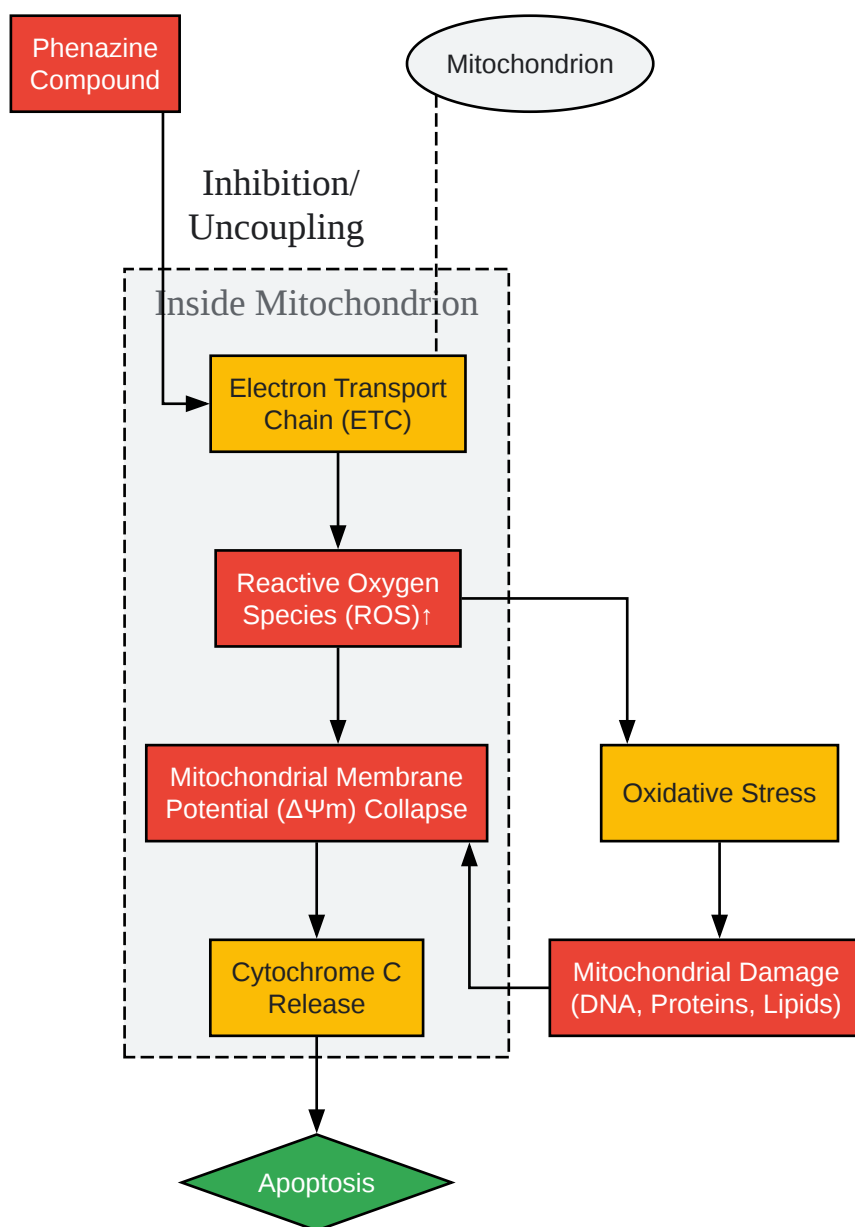 Phenazine
Compound
Mitochondrion
Inhibition/
Uncoupling
Inside Mitochondrion
Electron Transport
Chain (ETC)
Reactive Oxygen
Species (ROS)↑
Mitochondrial Membrane
Potential (ΔΨm) Collapse
Oxidative Stress
Cytochrome C
Release
Mitochondrial Damage
(DNA, Proteins, Lipids)
Apoptosis